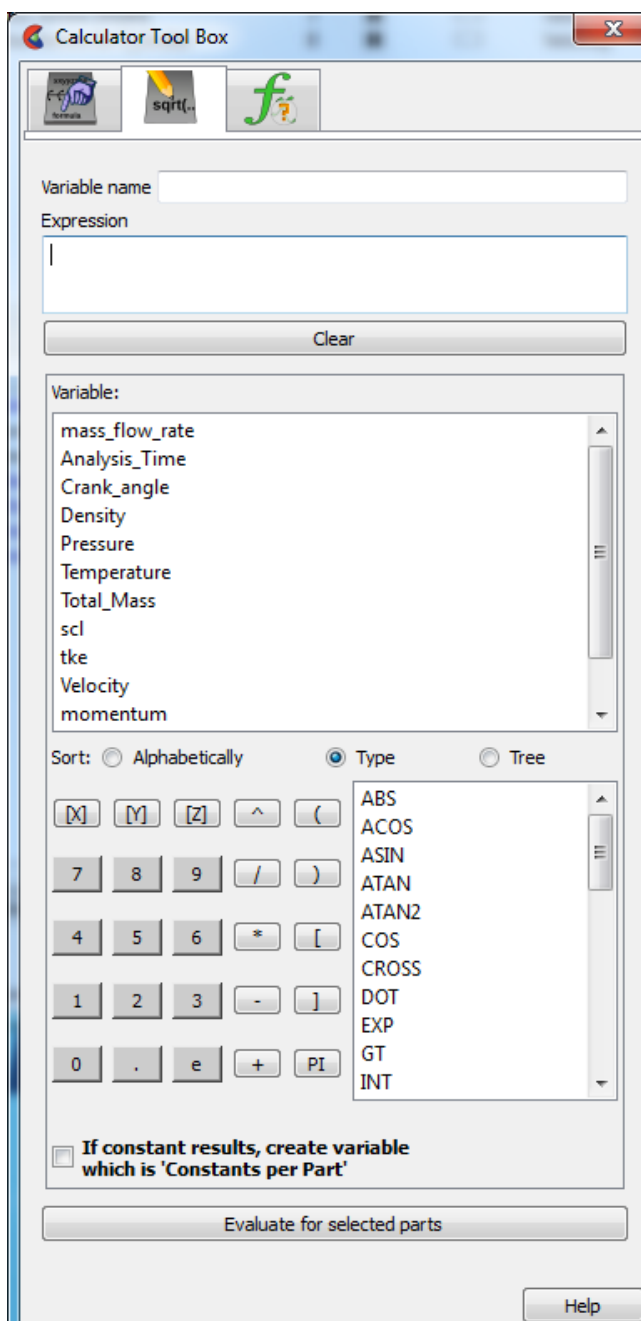 Calculator Tool Box
x
formula
sqrt(..
f ?
Variable name
Expression
Clear
Variable:
mass_flow_rate
Analysis_Time
Crank_angle
Density
Pressure
Temperature
Total_Mass
scl
tke
Velocity
momentum
Sort: Alphabetically Type Tree
[X] [Y] [Z] ^ (
7 8 9 / )
4 5 6 * [
1 2 3 - ]
0 . e + PI
ABS
ACOS
ASIN
ATAN
ATAN2
COS
CROSS
DOT
EXP
GT
INT
If constant results, create variable
which is 'Constants per Part'
Evaluate for selected parts
Help